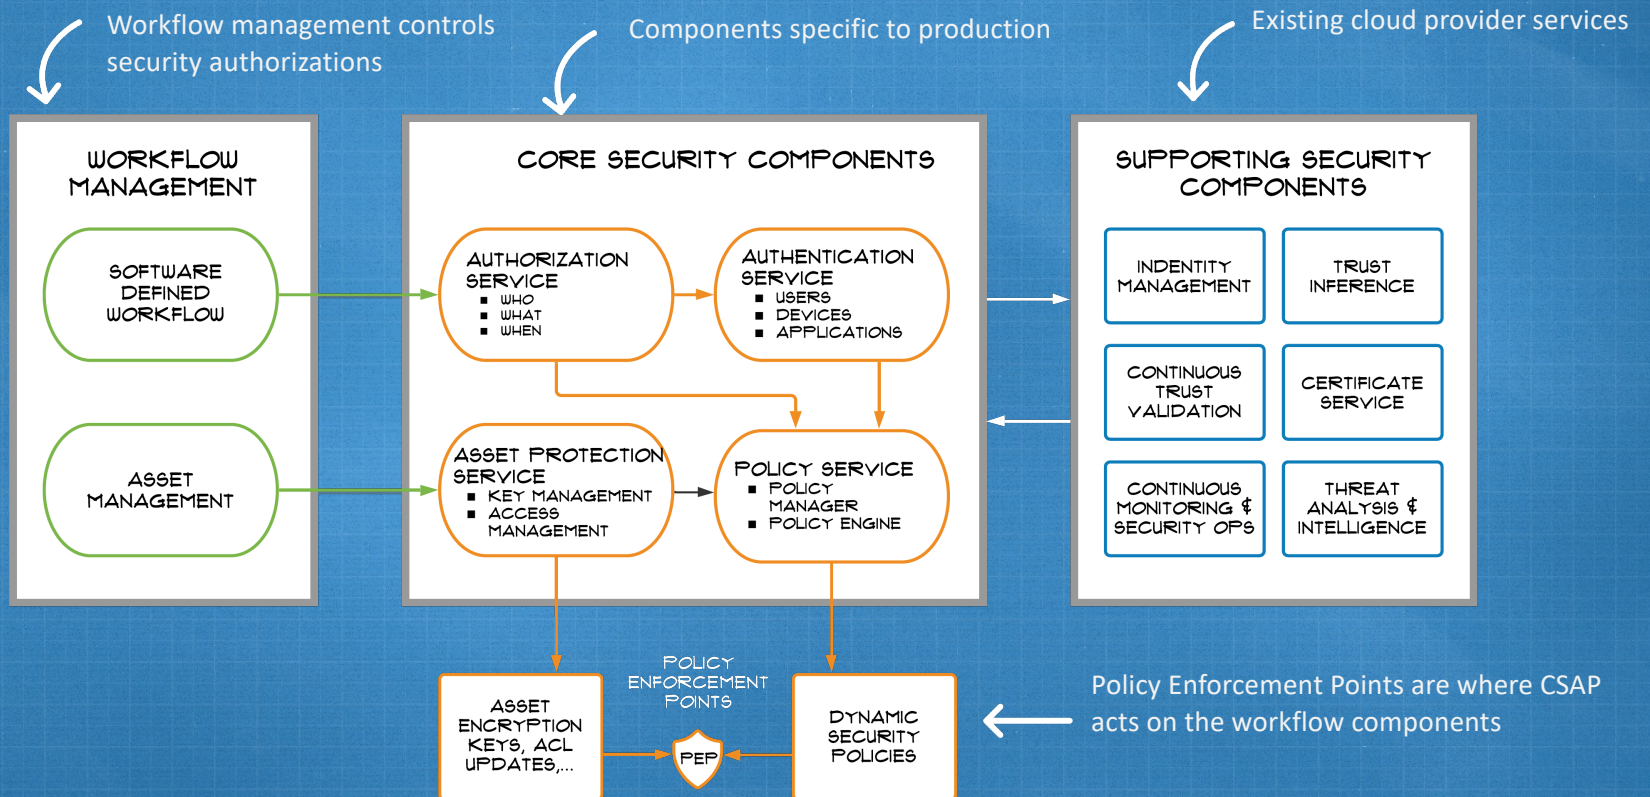 Workflow management controls
security authorizations
Components specific to production
Existing cloud provider services
WORKFLOW
MANAGEMENT
SOFTWARE
DEFINED
WORKFLOW
ASSET
MANAGEMENT
CORE SECURITY COMPONENTS
AUTHORIZATION
SERVICE
▪ WHO
▪ WHAT
▪ WHEN
AUTHENTICATION
SERVICE
▪ USERS
▪ DEVICES
▪ APPLICATIONS
ASSET PROTECTION
SERVICE
▪ KEY MANAGEMENT
▪ ACCESS
MANAGEMENT
POLICY SERVICE
▪ POLICY
MANAGER
▪ POLICY ENGINE
SUPPORTING SECURITY
COMPONENTS
INDENTITY
MANAGEMENT
TRUST
INFERENCE
CONTINUOUS
TRUST
VALIDATION
CERTIFICATE
SERVICE
CONTINUOUS
MONITORING &
SECURITY OPS
THREAT
ANALYSIS &
INTELLIGENCE
ASSET
ENCRYPTION
KEYS, ACL
UPDATES,...
POLICY
ENFORCEMENT
POINTS
PEP
DYNAMIC
SECURITY
POLICIES
Policy Enforcement Points are where CSAP
acts on the workflow components